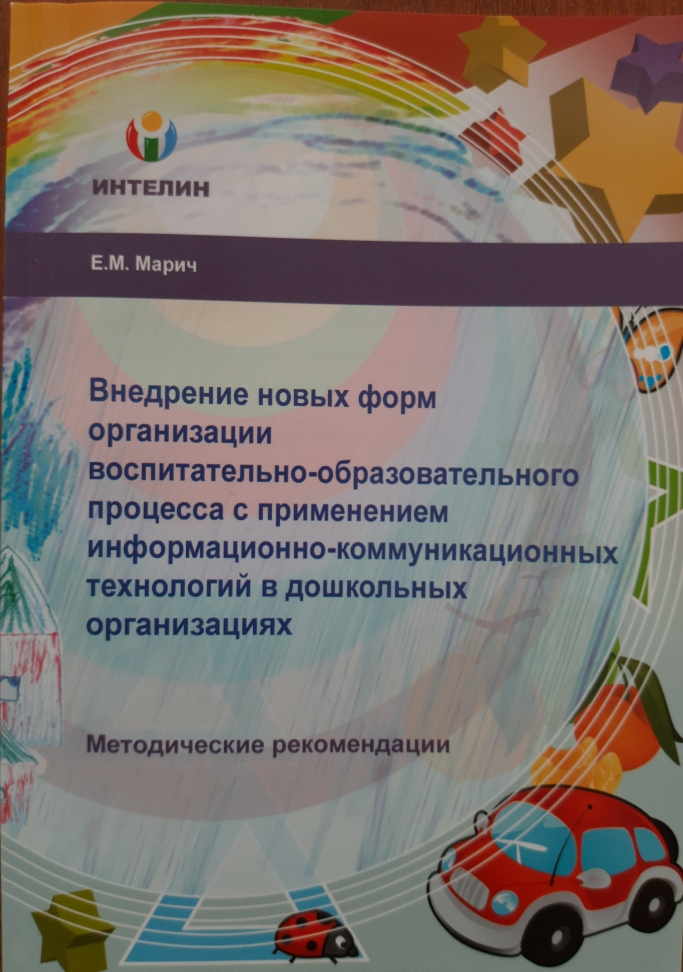 ИНТЕЛИН
Е.М. Марич
Внедрение новых форм
организации
воспитательно-образовательного
процесса с применением
информационно-коммуникационных
технологий в дошкольных
организациях
Методические рекомендации